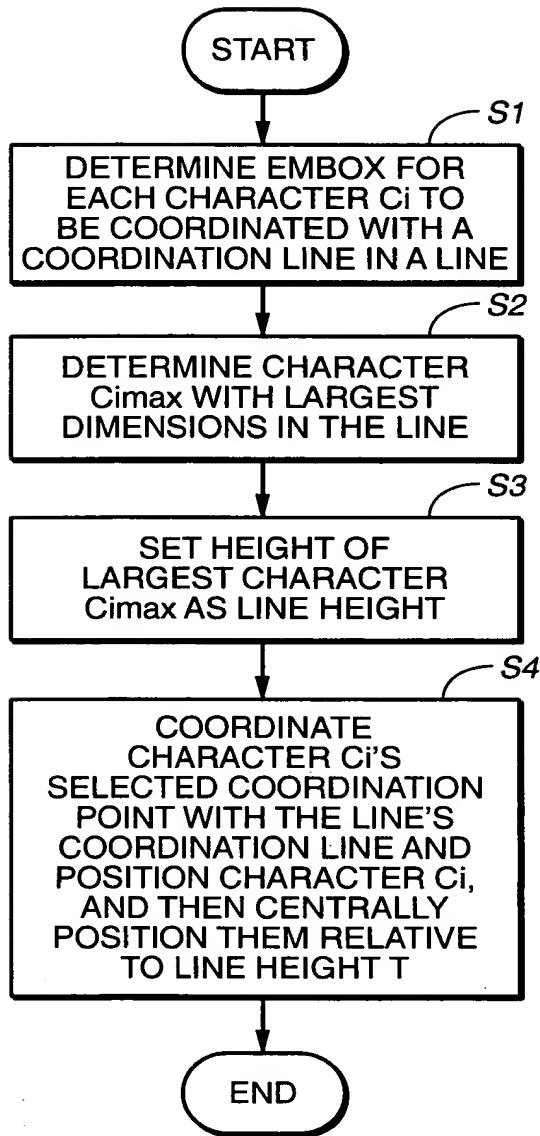 START
S1
DETERMINE EMBOX FOR
EACH CHARACTER Ci TO
BE COORDINATED WITH A
COORDINATION LINE IN A LINE
S2
DETERMINE CHARACTER
Cimax WITH LARGEST
DIMENSIONS IN THE LINE
S3
SET HEIGHT OF
LARGEST CHARACTER
Cimax AS LINE HEIGHT
S4
COORDINATE
CHARACTER Ci'S
SELECTED COORDINATION
POINT WITH THE LINE'S
COORDINATION LINE AND
POSITION CHARACTER Ci,
AND THEN CENTRALLY
POSITION THEM RELATIVE
TO LINE HEIGHT T
END